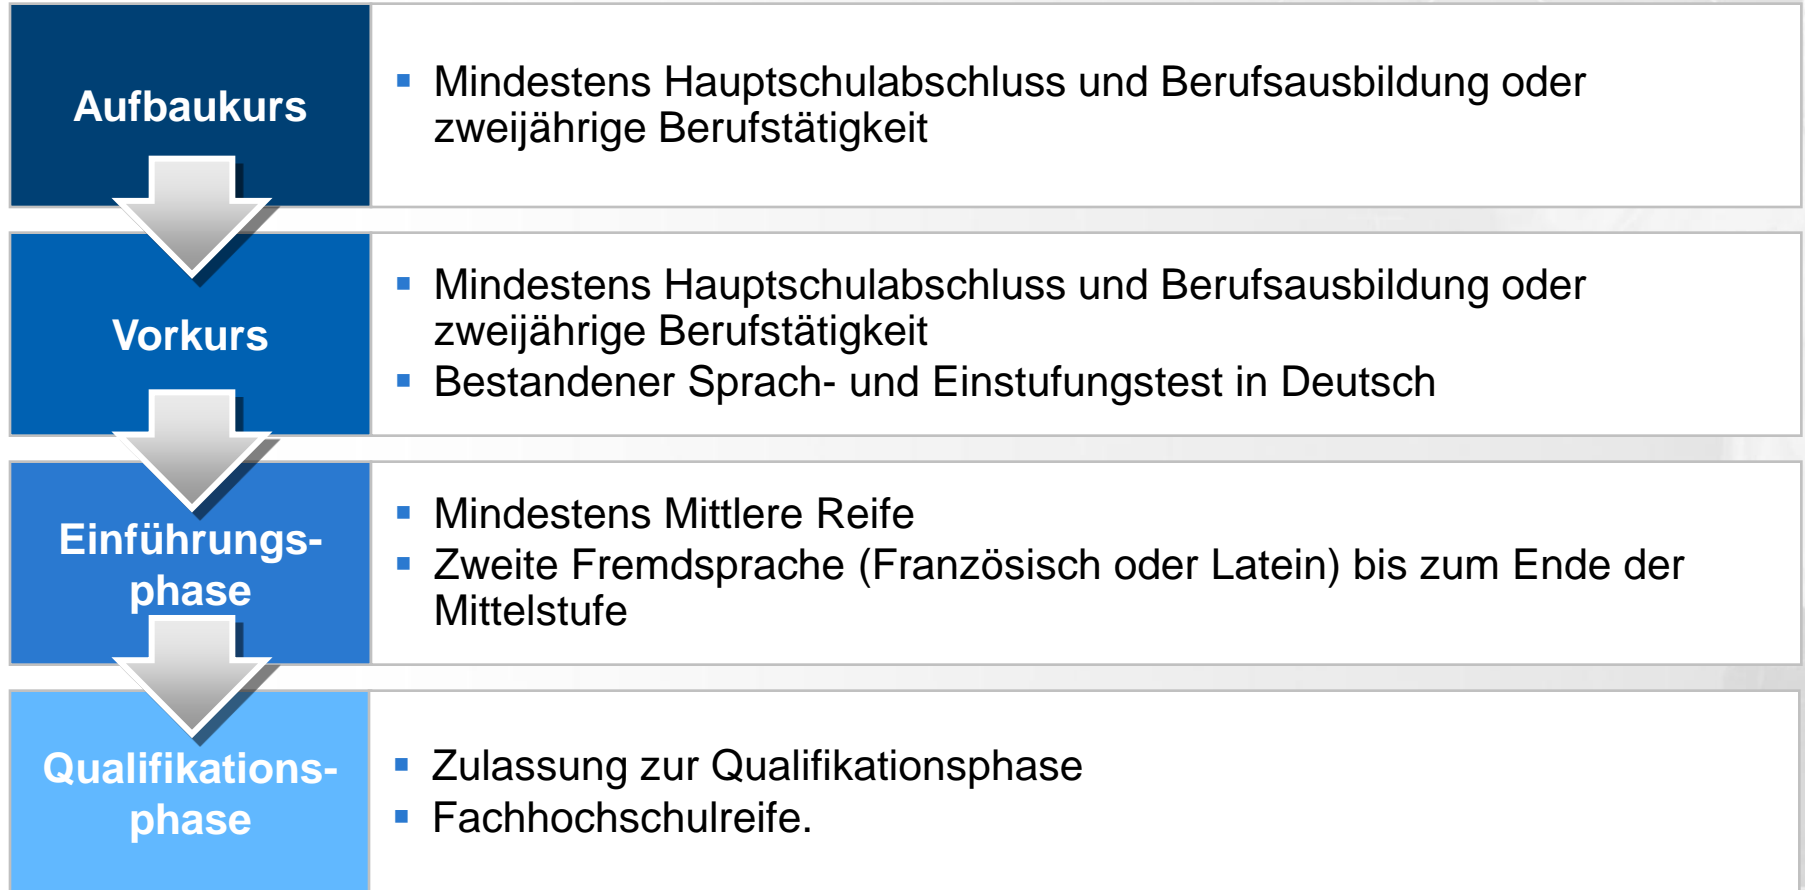 Aufbaukurs
Mindestens Hauptschulabschluss und Berufsausbildung oder
zweijährige Berufstätigkeit
Vorkurs
Mindestens Hauptschulabschluss und Berufsausbildung oder
zweijährige Berufstätigkeit
Bestandener Sprach- und Einstufungstest in Deutsch
Einführungs-
phase
Mindestens Mittlere Reife
Zweite Fremdsprache (Französisch oder Latein) bis zum Ende der
Mittelstufe
Qualifikations-
phase
Zulassung zur Qualifikationsphase
Fachhochschulreife.